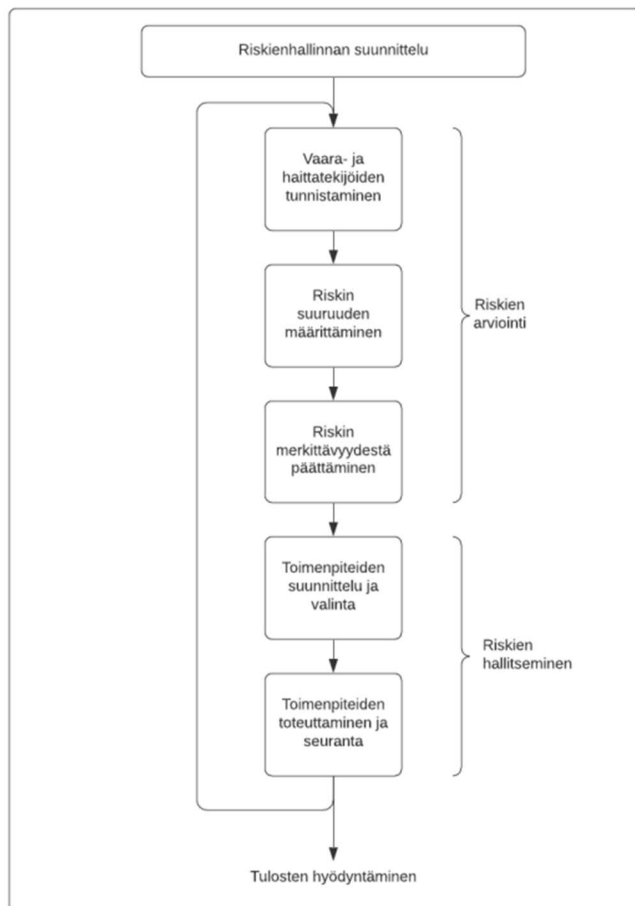 Riskienhallinnan suunnittelu
Vaara- ja
haittatekijöiden
tunnistaminen
Riskin
suuruuden
määrittäminen
Riskien
arviointi
Riskin
merkittävyydestä
päättäminen
Toimenpiteiden
suunnittelu ja
valinta
Riskien
hallitseminen
Toimenpiteiden
toteuttaminen ja
seuranta
Tulosten hyödyntäminen